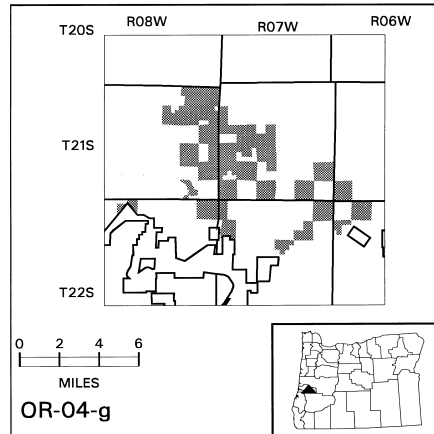 R08W R07W R06W
T20S
T21S
T22S
0 2 4 6
MILES
OR-04-g